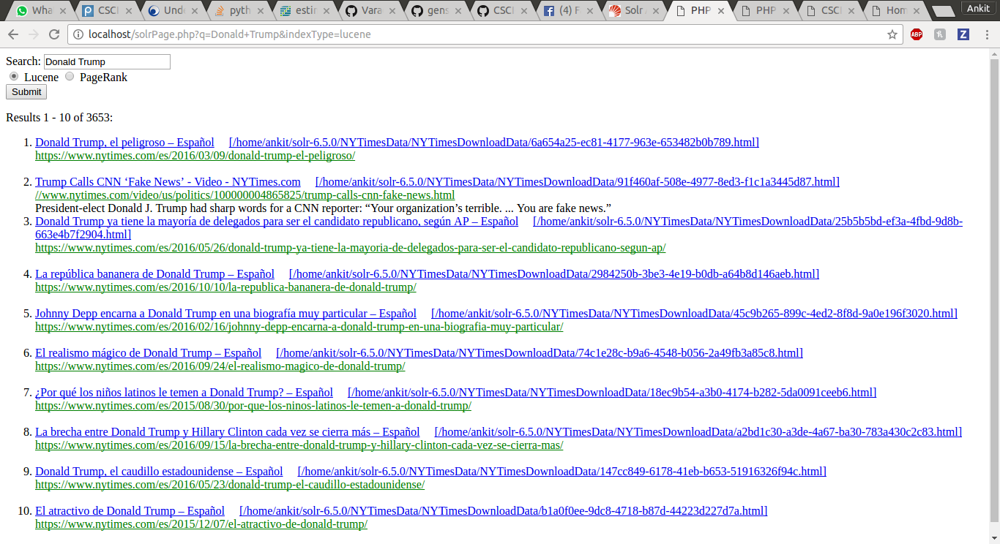 Wha CSCI Unde pyth estin Vara gens CSCI (4) F Solr PHP PHP CSCI Hom Ankit
localhost/solrPage.php?q=Donald+Trump&indexType=lucene ABP Z
Search: Donald Trump
Lucene PageRank
Submit
Results 1 - 10 of 3653:
1. Donald Trump, el peligroso – Español [/home/ankit/solr-6.5.0/NYTimesData/NYTimesDownloadData/6a654a25-ec81-4177-963e-653482b0b789.html]
https://www.nytimes.com/es/2016/03/09/donald-trump-el-peligroso/
2. Trump Calls CNN ‘Fake News’ - Video - NYTimes.com [/home/ankit/solr-6.5.0/NYTimesData/NYTimesDownloadData/91f460af-508e-4977-8ed3-f1c1a3445d87.html]
//www.nytimes.com/video/us/politics/100000004865825/trump-calls-cnn-fake-news.html
President-elect Donald J. Trump had sharp words for a CNN reporter: “Your organization’s terrible. ... You are fake news.”
3. Donald Trump ya tiene la mayoría de delegados para ser el candidato republicano, según AP – Español [/home/ankit/solr-6.5.0/NYTimesData/NYTimesDownloadData/25b5b5bd-ef3a-4fbd-9d8b-
663e4b7f2904.html]
https://www.nytimes.com/es/2016/05/26/donald-trump-ya-tiene-la-mayoria-de-delegados-para-ser-el-candidato-republicano-segun-ap/
4. La república bananera de Donald Trump – Español [/home/ankit/solr-6.5.0/NYTimesData/NYTimesDownloadData/2984250b-3be3-4e19-b0db-a64b8d146aeb.html]
https://www.nytimes.com/es/2016/10/10/la-republica-bananera-de-donald-trump/
5. Johnny Depp encarna a Donald Trump en una biografía muy particular – Español [/home/ankit/solr-6.5.0/NYTimesData/NYTimesDownloadData/45c9b265-899c-4ed2-8f8d-9a0e196f3020.html]
https://www.nytimes.com/es/2016/02/16/johnny-depp-encarna-a-donald-trump-en-una-biografia-muy-particular/
6. El realismo mágico de Donald Trump – Español [/home/ankit/solr-6.5.0/NYTimesData/NYTimesDownloadData/74c1e28c-b9a6-4548-b056-2a49fb3a85c8.html]
https://www.nytimes.com/es/2016/09/24/el-realismo-magico-de-donald-trump/
7. ¿Por qué los niños latinos le temen a Donald Trump? – Español [/home/ankit/solr-6.5.0/NYTimesData/NYTimesDownloadData/18ec9b54-a3b0-4174-b282-5da0091ceeb6.html]
https://www.nytimes.com/es/2015/08/30/por-que-los-ninos-latinos-le-temen-a-donald-trump/
8. La brecha entre Donald Trump y Hillary Clinton cada vez se cierra más – Español [/home/ankit/solr-6.5.0/NYTimesData/NYTimesDownloadData/a2bd1c30-a3de-4a67-ba30-783a430c2c83.html]
https://www.nytimes.com/es/2016/09/15/la-brecha-entre-donald-trump-y-hillary-clinton-cada-vez-se-cierra-mas/
9. Donald Trump, el caudillo estadounidense – Español [/home/ankit/solr-6.5.0/NYTimesData/NYTimesDownloadData/147cc849-6178-41eb-b653-51916326f94c.html]
https://www.nytimes.com/es/2016/05/23/donald-trump-el-caudillo-estadounidense/
10. El atractivo de Donald Trump – Español [/home/ankit/solr-6.5.0/NYTimesData/NYTimesDownloadData/b1a0f0ee-9dc8-4718-b87d-44223d227d7a.html]
https://www.nytimes.com/es/2015/12/07/el-atractivo-de-donald-trump/